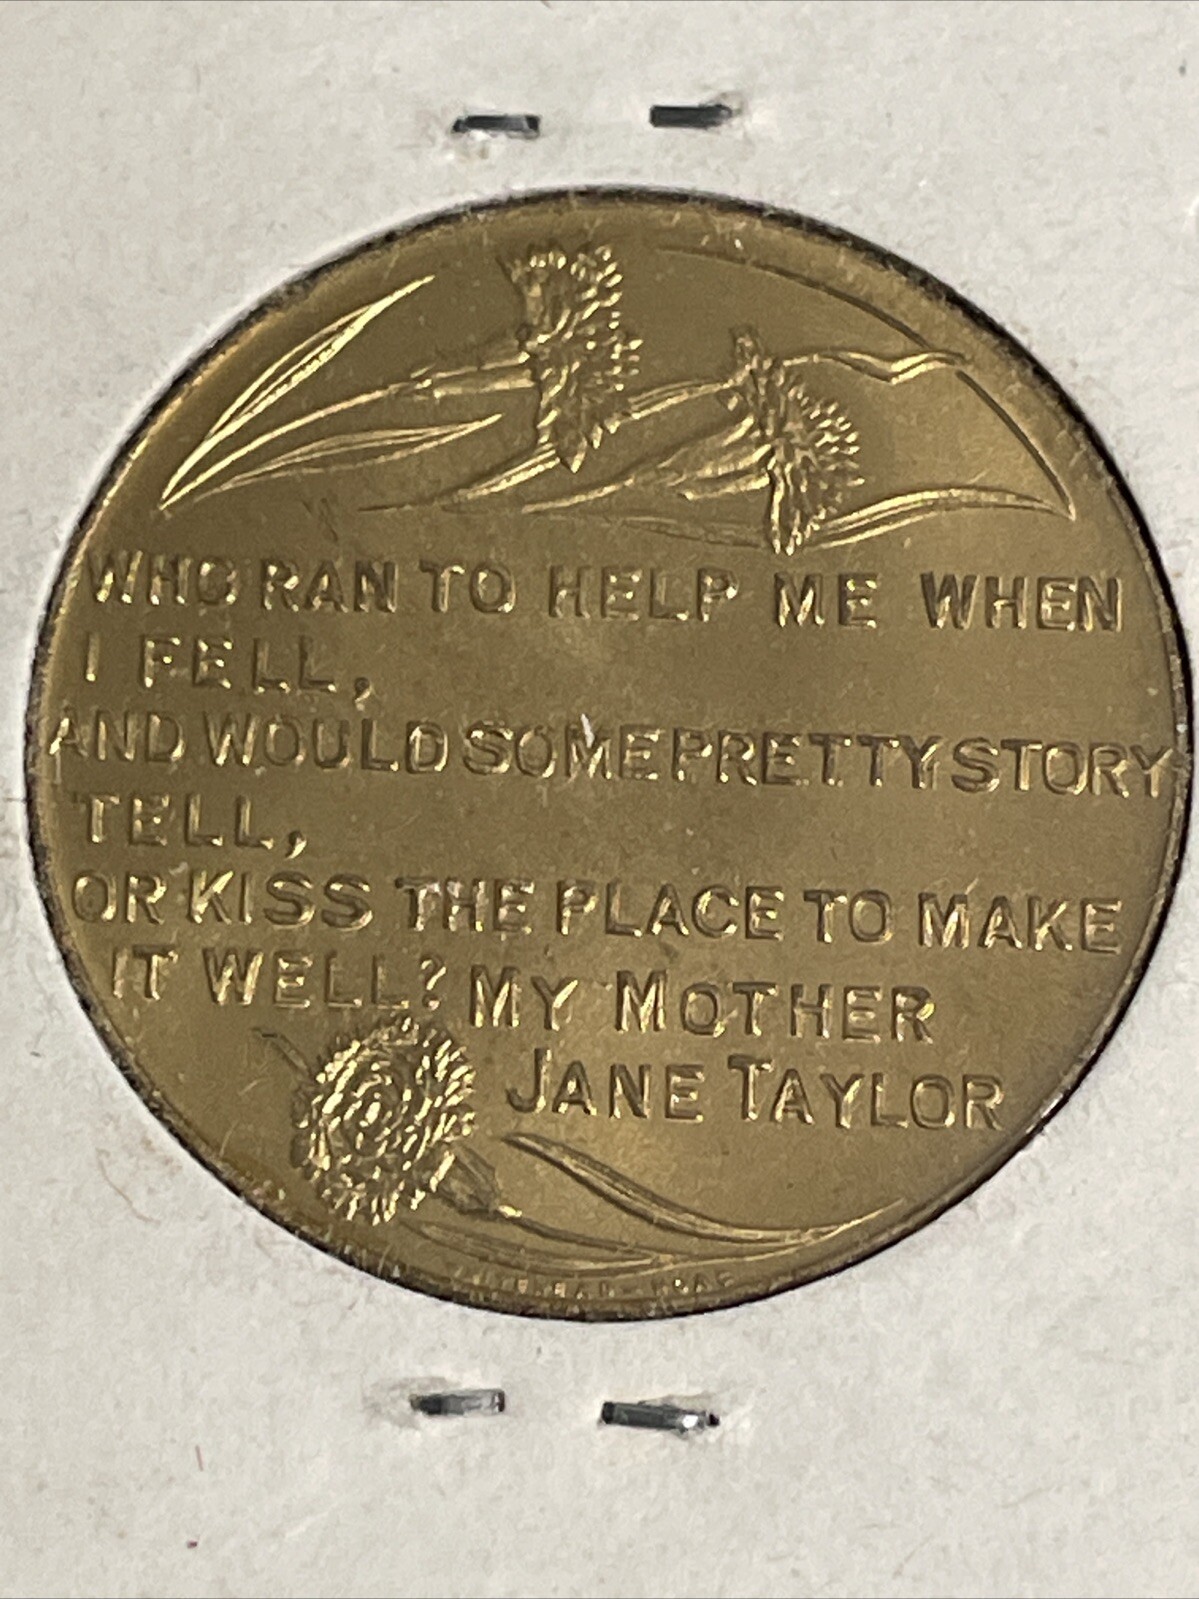 WHO RAN TO HELP ME WHEN
I FELL,
AND WOULD SOME PRETTY STORY
TELL,
OR KISS THE PLACE TO MAKE
IT WELL? MY MOTHER
JANE TAYLOR